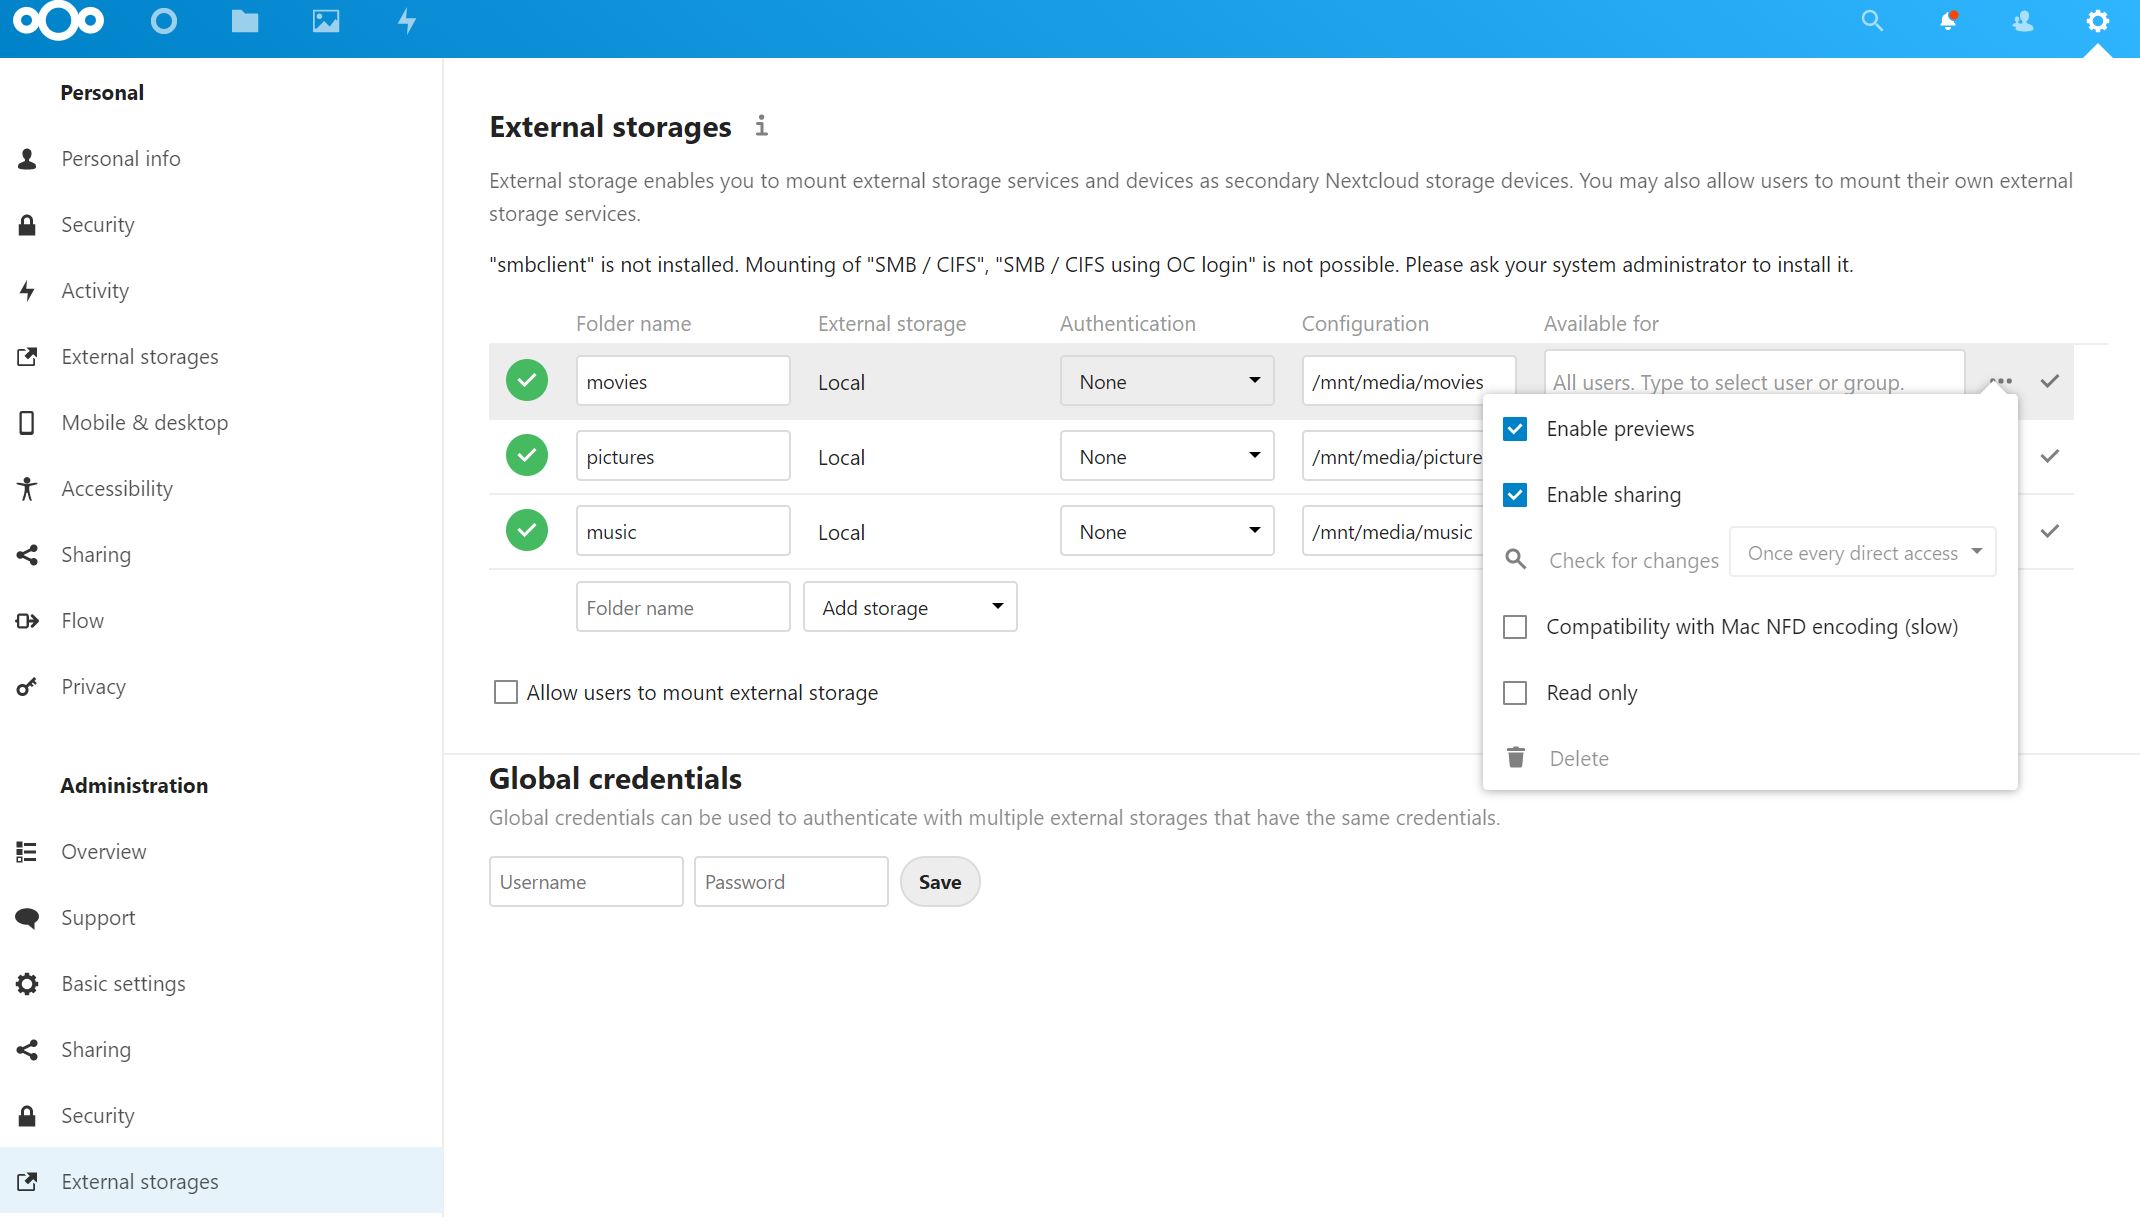 Personal
Personal info
Security
Activity
External storages
Mobile & desktop
Accessibility
Sharing
Flow
Privacy
Administration
Overview
Support
Basic settings
Sharing
Security
External storages
External storages
External storage enables you to mount external storage services and devices as secondary Nextcloud storage devices. You may also allow users to mount their own external
storage services.
"smbclient" is not installed. Mounting of "SMB / CIFS", "SMB / CIFS using OC login" is not possible. Please ask your system administrator to install it.
Folder name External storage Authentication Configuration Available for
movies Local None /mnt/media/movies All users. Type to select user or group.
pictures Local None /mnt/media/picture
music Local None /mnt/media/music
Folder name Add storage
Enable previews
Enable sharing
Check for changes Once every direct access
Compatibility with Mac NFD encoding (slow)
Read only
Delete
Allow users to mount external storage
Global credentials
Global credentials can be used to authenticate with multiple external storages that have the same credentials.
Username Password Save